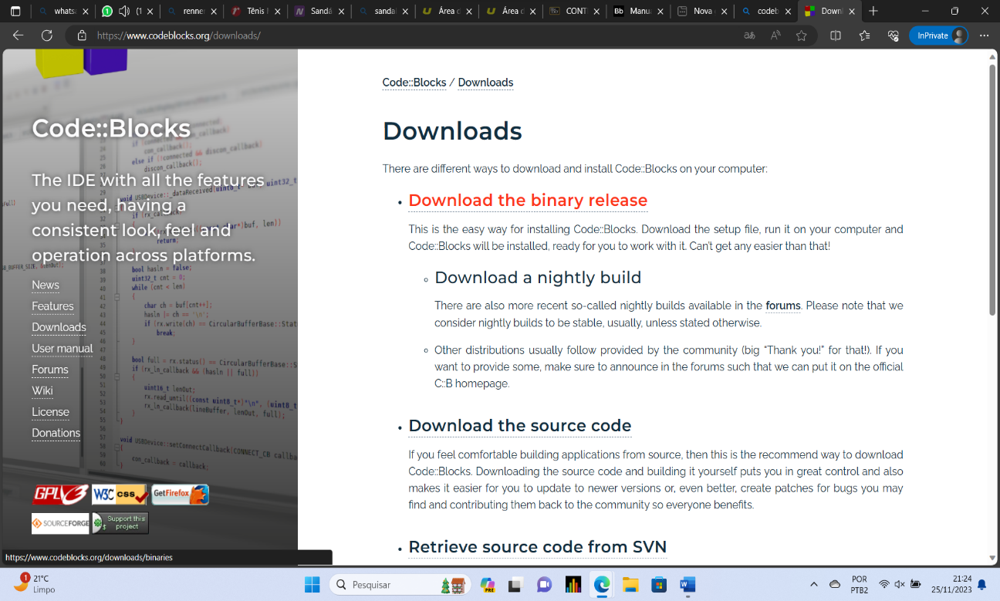 whats
1
(1
renner
Tênis N
Sandá
sandal
Área d
Área d
CONT
Bb Manua
Nova g
codeb
Downl
https://www.codeblocks.org/downloads/
InPrivate
Code::Blocks
The IDE with all the features
you need, having a
consistent look, feel and
operation across platforms.
News
Features
Downloads
User manual
Forums
Wiki
License
Donations
GPLv3
W3C css
GetFirefox
SOURCEFORGE
Support this
project
https://www.codeblocks.org/downloads/binaries
Code::Blocks / Downloads
Downloads
There are different ways to download and install Code::Blocks on your computer:
• Download the binary release
This is the easy way for installing Code::Blocks. Download the setup file, run it on your computer and
Code::Blocks will be installed, ready for you to work with it. Can't get any easier than that!
◦ Download a nightly build
There are also more recent so-called nightly builds available in the forums. Please note that we
consider nightly builds to be stable, usually, unless stated otherwise.
◦ Other distributions usually follow provided by the community (big “Thank you!” for that!). If you
want to provide some, make sure to announce in the forums such that we can put it on the official
C::B homepage.
• Download the source code
If you feel comfortable building applications from source, then this is the recommend way to download
Code::Blocks. Downloading the source code and building it yourself puts you in great control and also
makes it easier for you to update to newer versions or, even better, create patches for bugs you may
find and contributing them back to the community so everyone benefits.
• Retrieve source code from SVN
1
21°C
Limpo
Pesquisar
PRE
POR
PTB2
21:24
25/11/2023